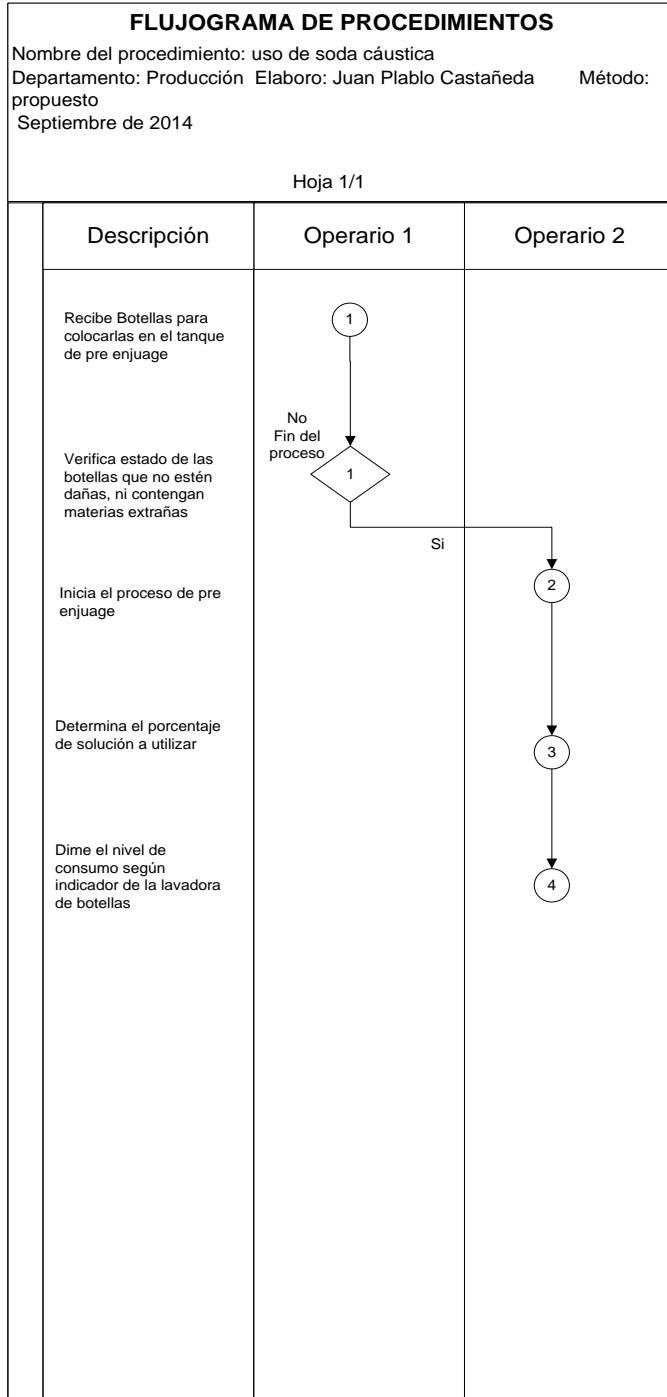 FLUJOGRAMA DE PROCEDIMIENTOS
Nombre del procedimiento: uso de soda cáustica
Departamento: Producción Elaboro: Juan Plablo Castañeda Método:
propuesto
Septiembre de 2014
Hoja 1/1
Descripción
Operario 1
Operario 2
Recibe Botellas para
colocarlas en el tanque
de pre enjuage
1
No
Fin del
proceso
Verifica estado de las
botellas que no estén
dañas, ni contengan
materias extrañas
1
Si
Inicia el proceso de pre
enjuage
2
Determina el porcentaje
de solución a utilizar
3
Dime el nivel de
consumo según
indicador de la lavadora
de botellas
4